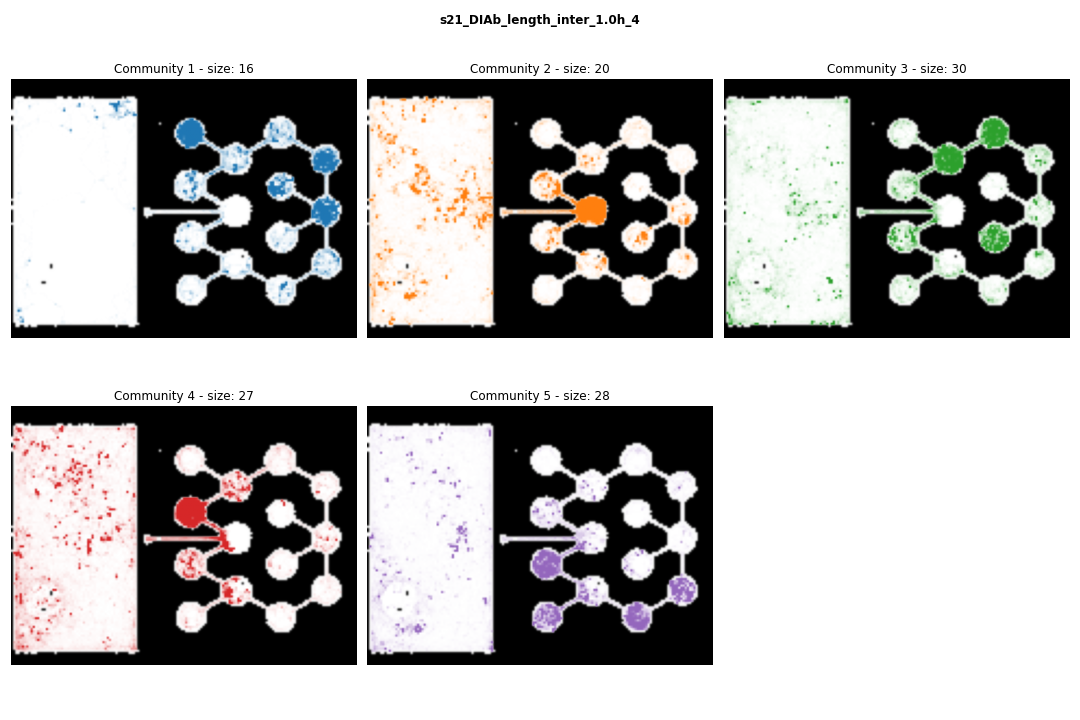 s21_DIAb_length_inter_1.0h_4
Community 1 - size: 16
Community 2 - size: 20
Community 3 - size: 30
Community 4 - size: 27
Community 5 - size: 28